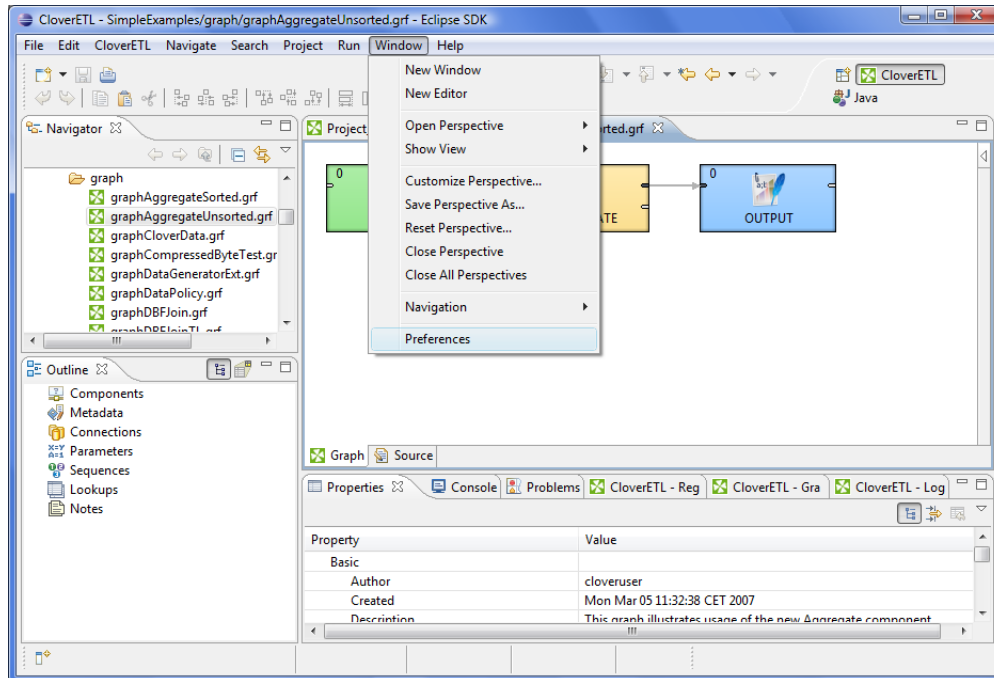 CloverETL - SimpleExamples/graph/graphAggregateUnsorted.grf - Eclipse SDK
File Edit CloverETL Navigate Search Project Run Window Help
New Window
New Editor
Open Perspective
Show View
Customize Perspective...
Save Perspective As...
Reset Perspective...
Close Perspective
Close All Perspectives
Navigation
Preferences
CloverETL
Java
Navigator
graph
graphAggregateSorted.grf
graphAggregateUnsorted.grf
graphCloverData.grf
graphCompressedByteTest.gr
graphDataGeneratorExt.grf
graphDataPolicy.grf
graphDBFJoin.grf
graphDBFJoinTL.grf
Project
rted.grf
0
ATE
0
OUTPUT
Graph Source
Outline
Components
Metadata
Connections
Parameters
Sequences
Lookups
Notes
Properties Console Problems CloverETL - Reg CloverETL - Gra CloverETL - Log
Property Value
Basic
Author cloveruser
Created Mon Mar 05 11:32:38 CET 2007
Description This graph illustrates usage of the new Aggregate component